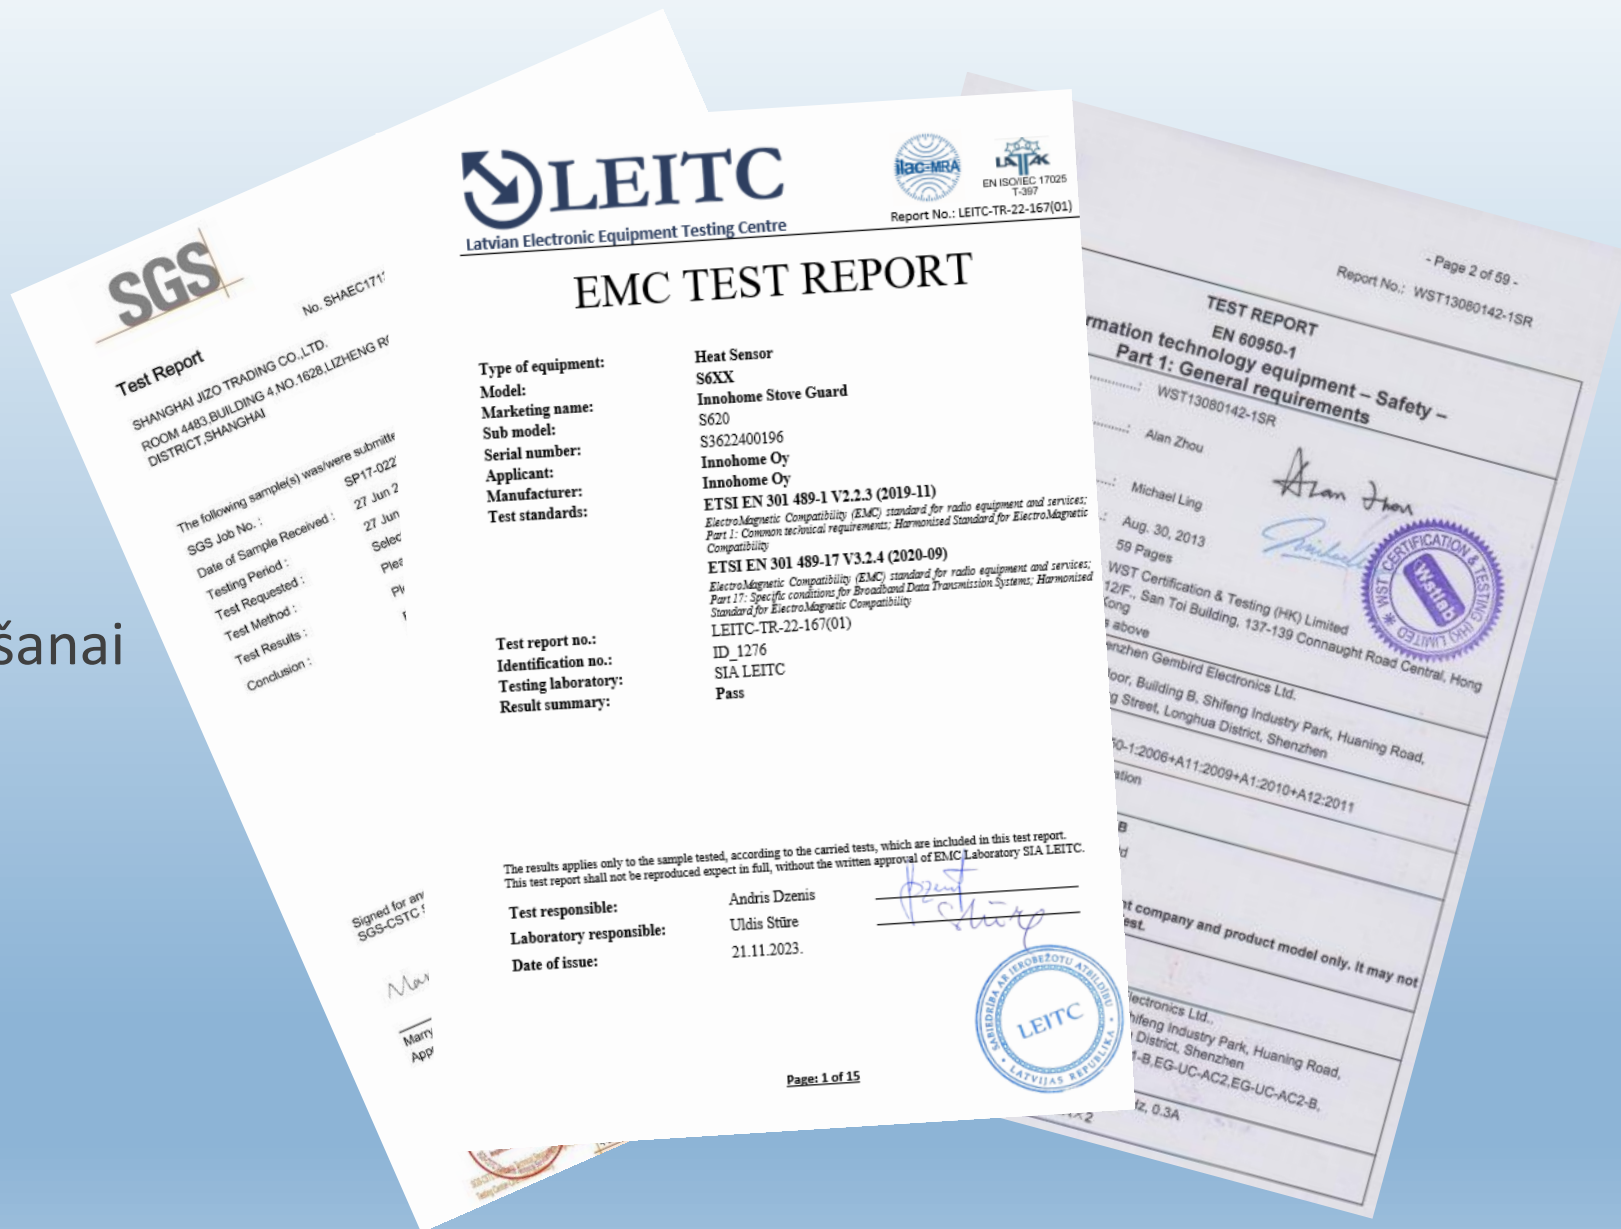 šanai
SGS
No. SHAEC171
Test Report
SHANGHAI JIZO TRADING CO.,LTD.
ROOM 4483,BUILDING 4,NO.1628,LIZHENG
DISTRICT,SHANGHAI
The following sample(s) was/were
SGS Job No. : SP17-022
Date of Sample Received : 27 Jun 2
Testing Period : 27 Jun
Test Requested : Selec
Test Method : Plea
Test Results :
Conclusion :
Signed for
SGS-CSTC
Marry
LEITC
Latvian Electronic Equipment Testing Centre
ilac-MRA
LATAK
EN ISO/IEC 17025
T-397
Report No.: LEITC-TR-22-167(01)
EMC TEST REPORT
Type of equipment: Heat Sensor
Model: S6XX
Marketing name: Innohome Stove Guard
Sub model: S620
Serial number: S3622400196
Applicant: Innohome Oy
Manufacturer: Innohome Oy
Test standards: ETSI EN 301 489-1 V2.2.3 (2019-11)
ElectroMagnetic Compatibility (EMC) standard for radio equipment and services;
Part 1: Common technical requirements; Harmonised Standard for ElectroMagnetic
Compatibility
ETSI EN 301 489-17 V3.2.4 (2020-09)
ElectroMagnetic Compatibility (EMC) standard for radio equipment and services;
Part 17: Specific conditions for Broadband Data Transmission Systems; Harmonised
Standard for ElectroMagnetic Compatibility
Test report no.: LEITC-TR-22-167(01)
Identification no.: ID_1276
Testing laboratory: SIA LEITC
Result summary: Pass
The results applies only to the sample tested, according to the carried tests, which are included in this test report.
This test report shall not be reproduced expect in full, without the written approval of EMC Laboratory SIA LEITC.
Test responsible: Andris Dzenis
Laboratory responsible: Uldis Stūre
Date of issue: 21.11.2023.
SABIEDRĪBA AR IEROBEŽOTU ATBILDĪBU
LEITC
LATVIJAS REPUBLIKA
Page: 1 of 15
- Page 2 of 59 -
Report No.: WST13080142-1SR
TEST REPORT
EN 60950-1
rmation technology equipment – Safety –
Part 1: General requirements
WST13080142-1SR
Alan Zhou
Michael Ling
Aug. 30, 2013
59 Pages
WST Certification & Testing (HK) Limited
12/F., San Toi Building, 137-139 Connaught Road Central, Hong
Kong
s above
enzhen Gembird Electronics Ltd.
loor, Building B, Shifeng Industry Park, Huaning Road,
g Street, Longhua District, Shenzhen
50-1:2006+A11:2009+A1:2010+A12:2011
ation
B
nt company and product model only. It may not
est.
lectronics Ltd.,
hifeng Industry Park, Huaning Road,
District, Shenzhen
1-B,EG-UC-AC2,EG-UC-AC2-B,
Hz, 0.3A
WST CERTIFICATION & TESTING (HK) LIMITED
Wstlab